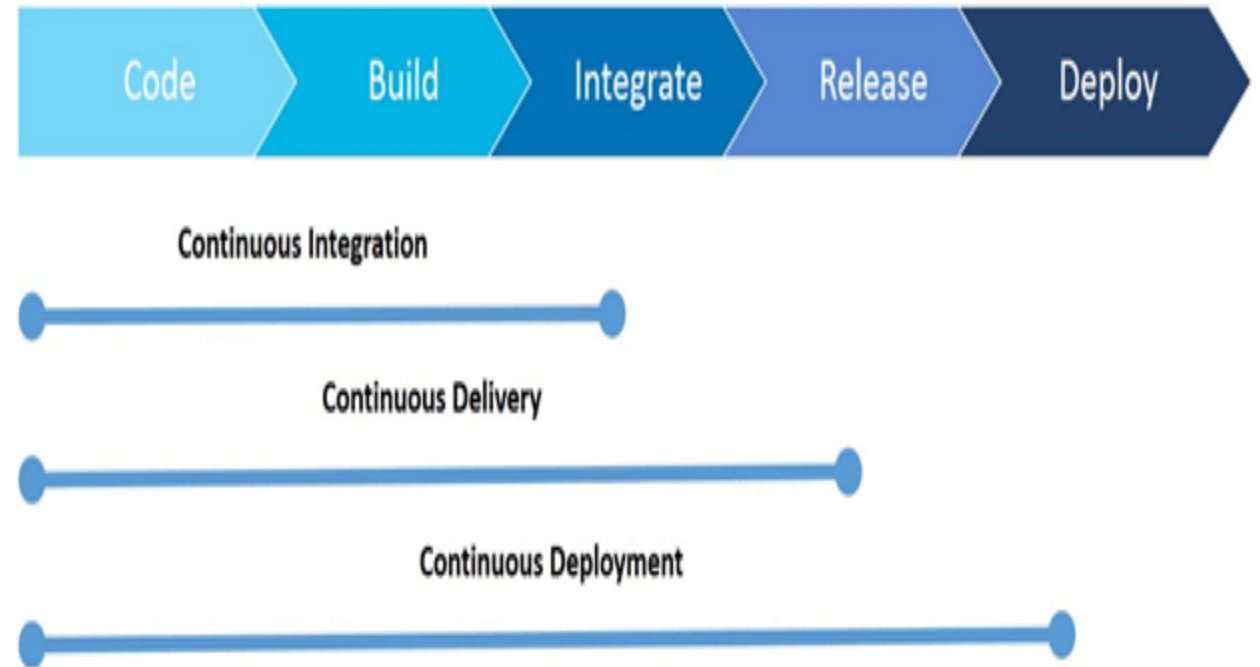 Code Build Integrate Release Deploy
Continuous Integration
Continuous Delivery
Continuous Deployment